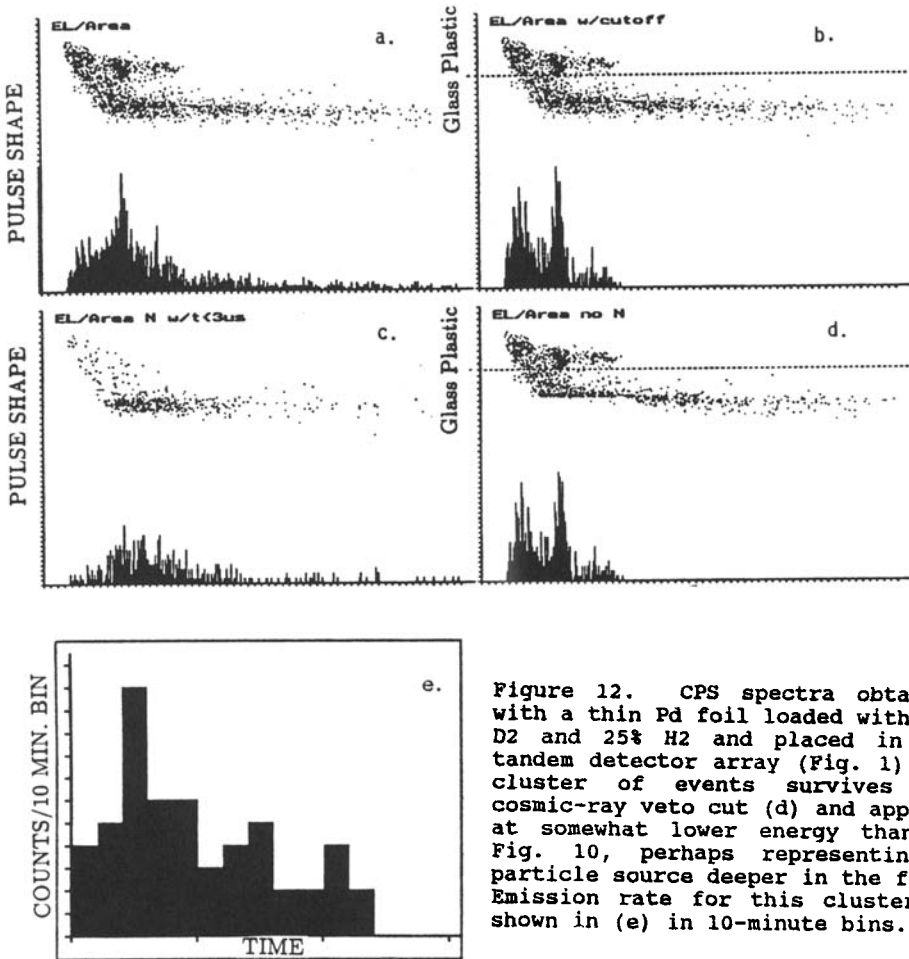 EL/Area
a.
PULSE SHAPE
EL/Area w/cutoff
b.
Glass Plastic
EL/Area N w/t<3us
c.
PULSE SHAPE
EL/Area no N
d.
Glass Plastic
e.
COUNTS/10 MIN. BIN
TIME
Figure 12. CPS spectra obta
with a thin Pd foil loaded with
D2 and 25% H2 and placed in
tandem detector array (Fig. 1)
cluster of events survives
cosmic-ray veto cut (d) and app
at somewhat lower energy than
Fig. 10, perhaps representin
particle source deeper in the f
Emission rate for this cluster
shown in (e) in 10-minute bins.